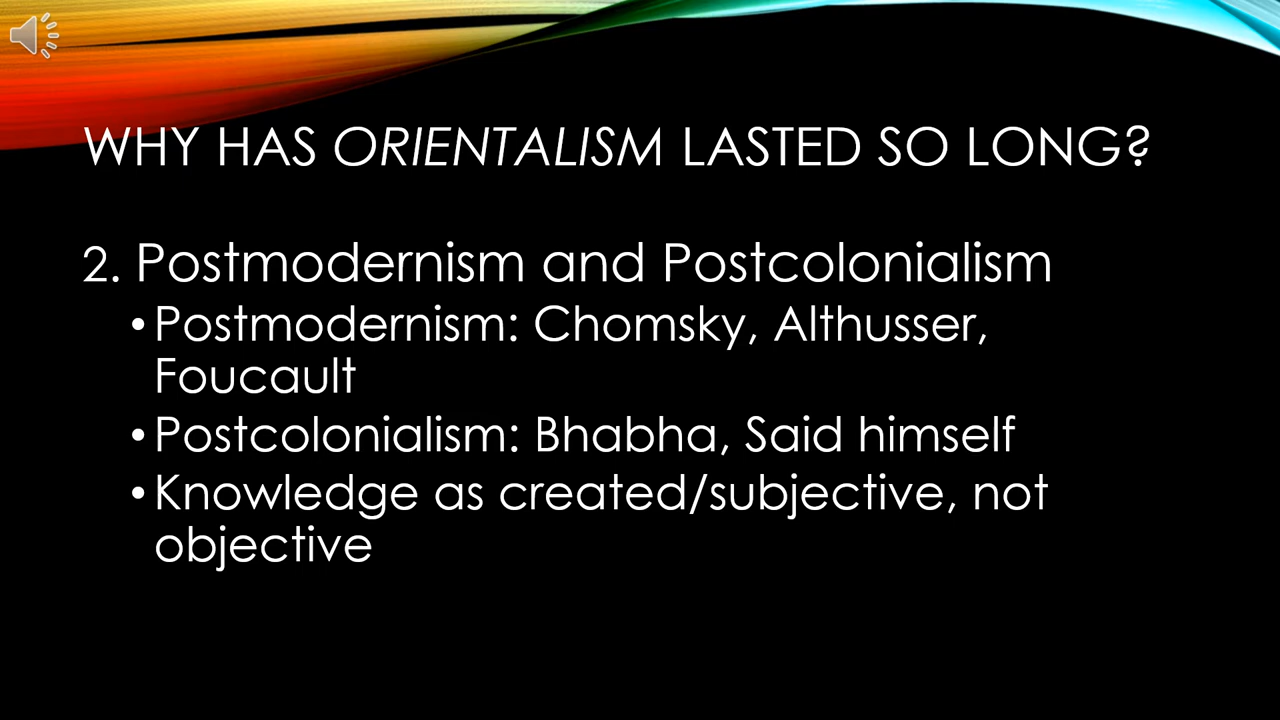 WHY HAS ORIENTALISM LASTED SO LONG?
2. Postmodernism and Postcolonialism
•Postmodernism: Chomsky, Althusser,
Foucault
•Postcolonialism: Bhabha, Said himself
•Knowledge as created/subjective, not
objective